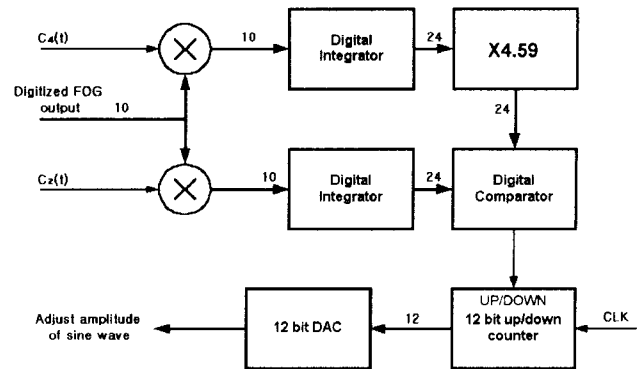 C4(t)
10
Digital
Integrator
24
X4.59
Digitized FOG
output 10
24
C2(t)
10
Digital
Integrator
24
Digital
Comparator
Adjust amplitude
of sine wave
12 bit DAC
12
UP/DOWN
12 bit up/down
counter
CLK